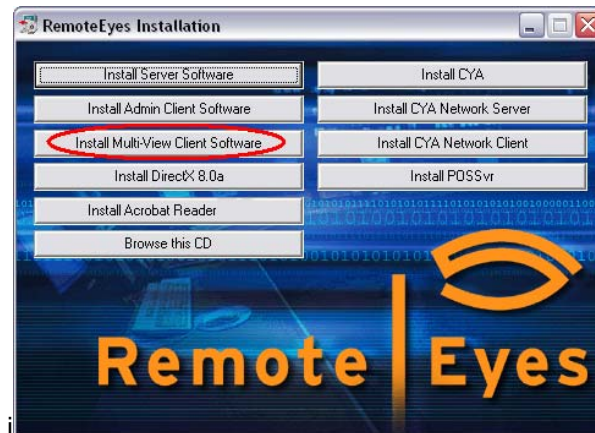 RemoteEyes Installation
Install Server Software
Install Admin Client Software
Install Multi-View Client Software
Install DirectX 8.0a
Install Acrobat Reader
Browse this CD
Install CYA
Install CYA Network Server
Install CYA Network Client
Install POSSvr
Remote Eyes
i